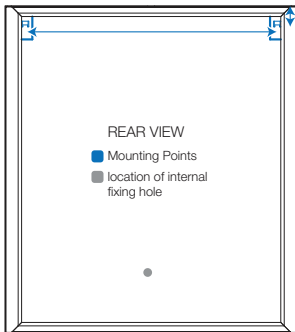 REAR VIEW
Mounting Points
location of internal
fixing hole